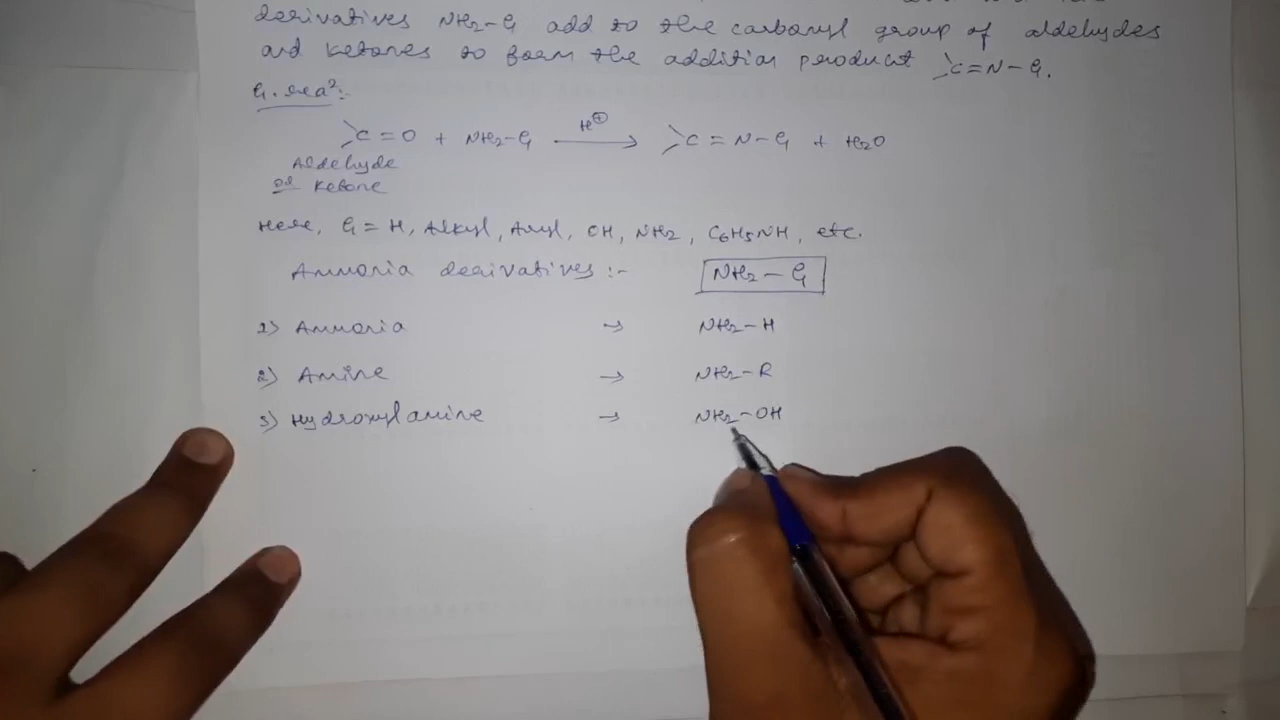 derivatives NH2-G add to the carbonyl group of aldehydes
and ketones to form the addition product >C=N-G.
G. rea²:-
>C=O + NH2-G H⊕ → >C=N-G + H2O
Aldehyde
or Ketone
Here, G = H, Alkyl, Aryl, OH, NH2, C6H5NH, etc.
Ammonia derivatives :- NH2-G
1) Ammonia → NH2-H
2) Amine → NH2-R
3) Hydroxylamine → NH2-OH